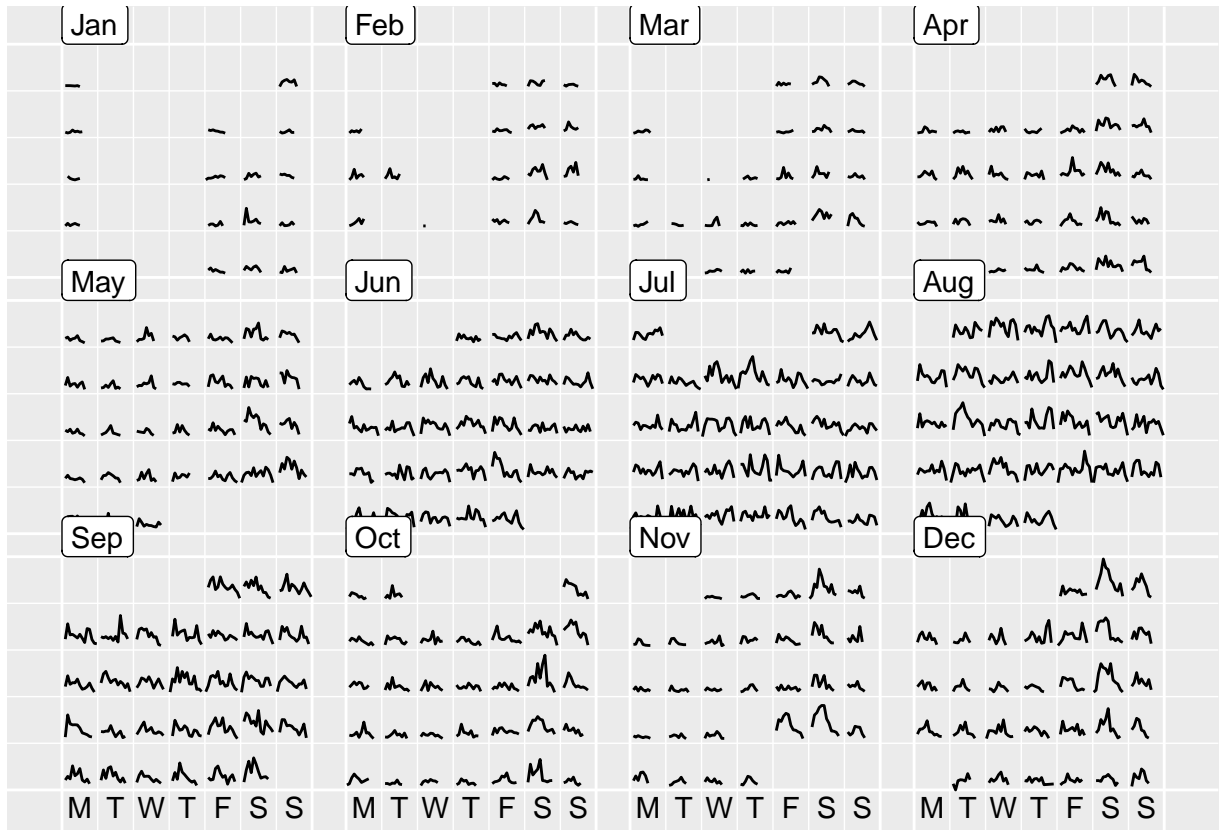 Jan Feb Mar Apr
May Jun Jul Aug
Sep Oct Nov Dec
M T W T F S S M T W T F S S M T W T F S S M T W T F S S